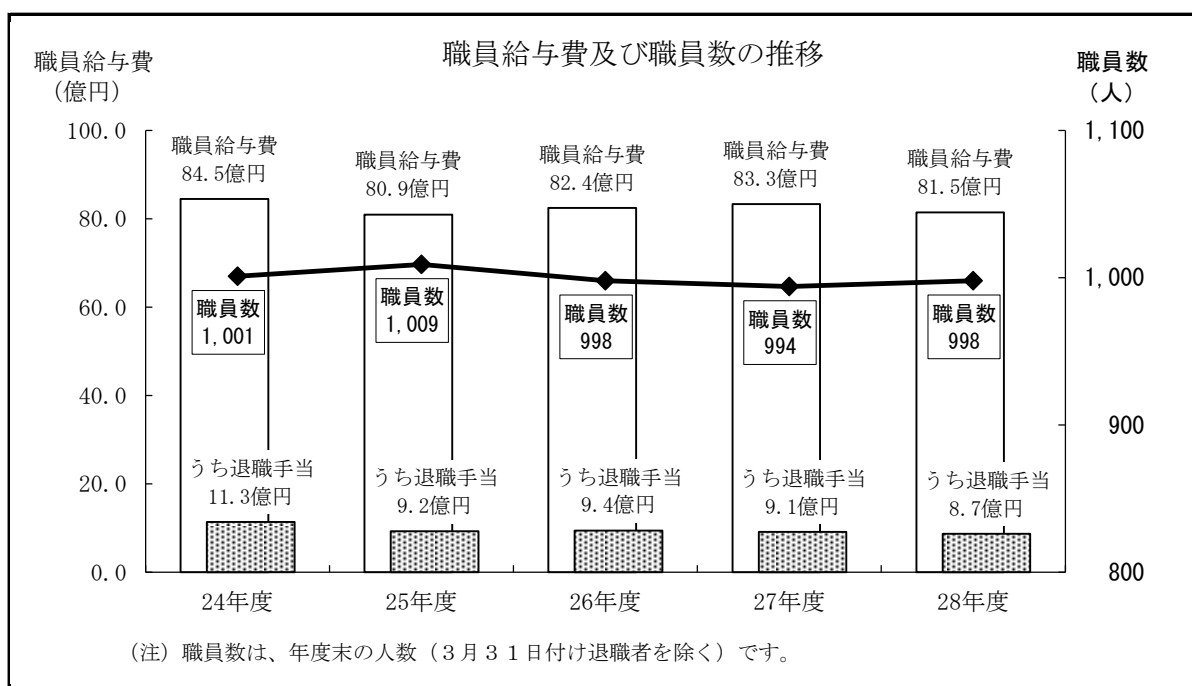 職員給与費及び職員数の推移
職員給与費
（億円）
職員数
（人）
100.0
80.0
60.0
40.0
20.0
0.0
1,100
1,000
900
800
職員給与費
84.5億円
職員給与費
80.9億円
職員給与費
82.4億円
職員給与費
83.3億円
職員給与費
81.5億円
職員数
1,001
職員数
1,009
職員数
998
職員数
994
職員数
998
うち退職手当
11.3億円
うち退職手当
9.2億円
うち退職手当
9.4億円
うち退職手当
9.1億円
うち退職手当
8.7億円
24年度
25年度
26年度
27年度
28年度
（注）職員数は、年度末の人数（３月３１日付け退職者を除く）です。